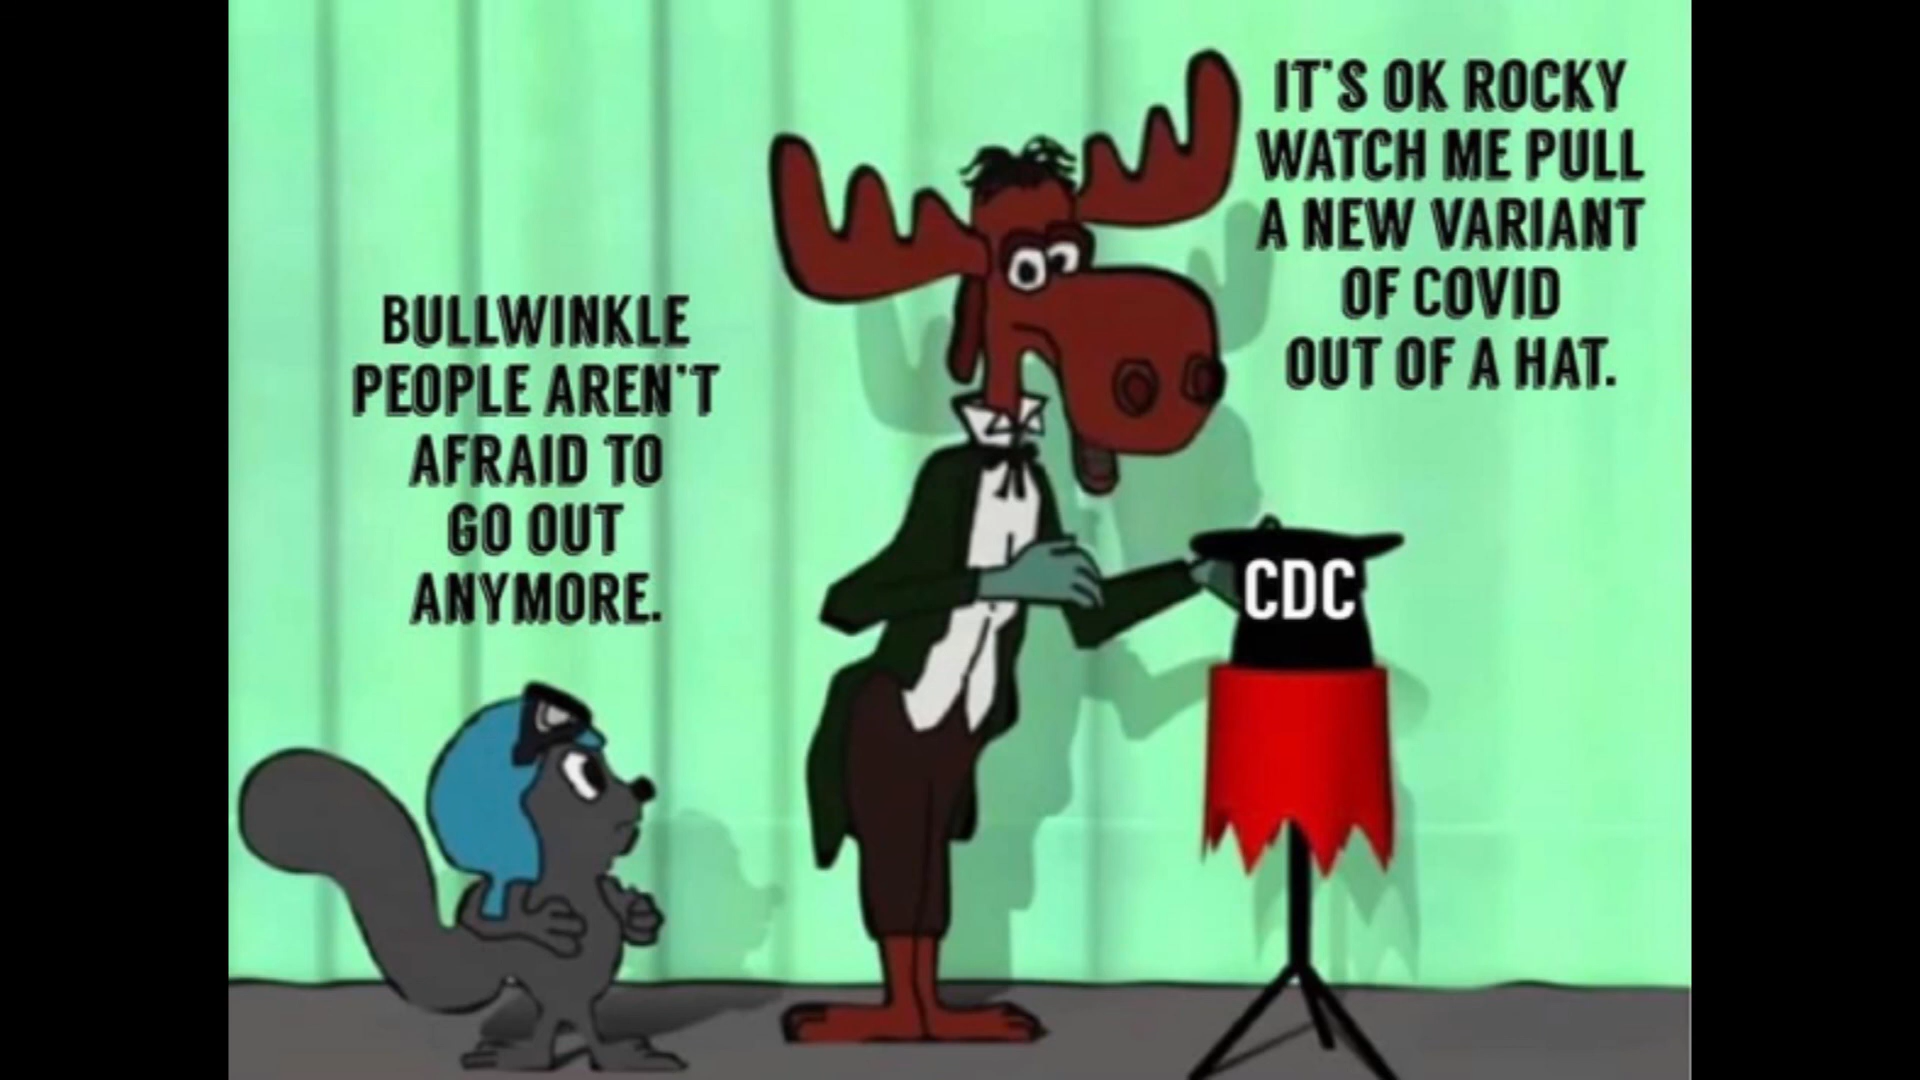 BULLWINKLE
PEOPLE AREN'T
AFRAID TO
GO OUT
ANYMORE.
IT'S OK ROCKY
WATCH ME PULL
A NEW VARIANT
OF COVID
OUT OF A HAT.
CDC